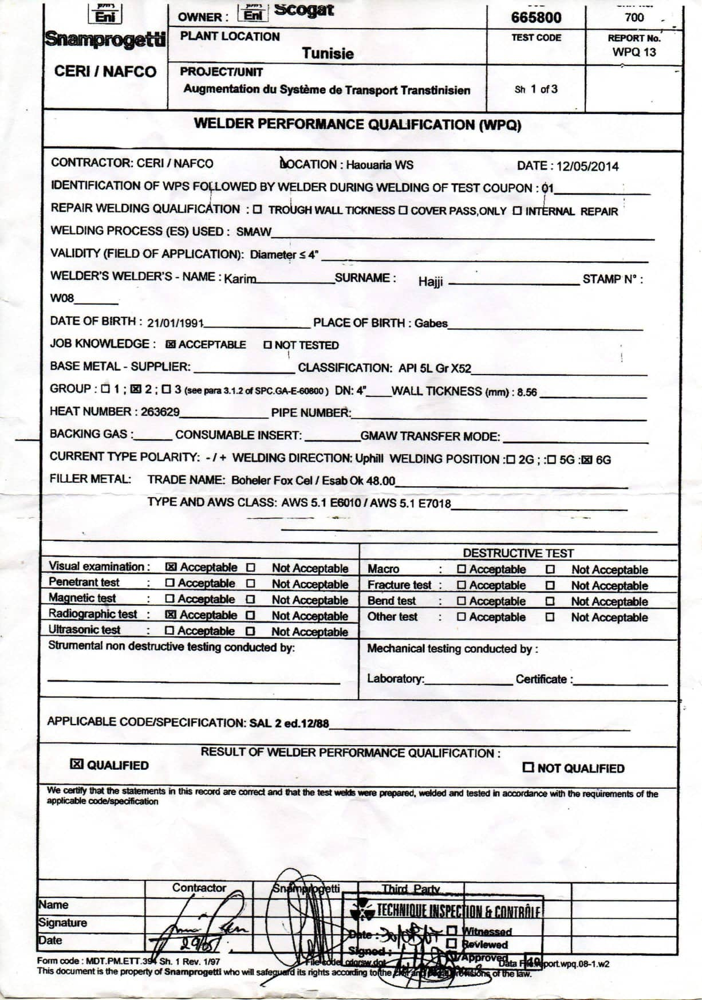 Eni
Snamprogetti
CERI / NAFCO
OWNER : Eni Scogat
665800
700
PLANT LOCATION
Tunisie
TEST CODE
REPORT No.
WPQ 13
PROJECT/UNIT
Augmentation du Système de Transport Transtinisien
Sh 1 of 3
WELDER PERFORMANCE QUALIFICATION (WPQ)
CONTRACTOR: CERI / NAFCO LOCATION : Haouaria WS DATE : 12/05/2014
IDENTIFICATION OF WPS FOLLOWED BY WELDER DURING WELDING OF TEST COUPON : 01
REPAIR WELDING QUALIFICATION : ☐ TROUGH WALL TICKNESS ☐ COVER PASS,ONLY ☐ INTERNAL REPAIR
WELDING PROCESS (ES) USED : SMAW
VALIDITY (FIELD OF APPLICATION): Diameter ≤ 4"
WELDER'S WELDER'S - NAME : Karim SURNAME : Hajji STAMP N° :
W08
DATE OF BIRTH : 21/01/1991 PLACE OF BIRTH : Gabes
JOB KNOWLEDGE : ☒ ACCEPTABLE ☐ NOT TESTED
BASE METAL - SUPPLIER: CLASSIFICATION: API 5L Gr X52
GROUP : ☐ 1 ; ☒ 2 ; ☐ 3 (see para 3.1.2 of SPC.GA-E-60800 ) DN: 4" WALL TICKNESS (mm) : 8.56
HEAT NUMBER : 263629 PIPE NUMBER:
BACKING GAS : CONSUMABLE INSERT: GMAW TRANSFER MODE:
CURRENT TYPE POLARITY: - / + WELDING DIRECTION: Uphill WELDING POSITION :☐ 2G ; :☐ 5G :☒ 6G
FILLER METAL: TRADE NAME: Boheler Fox Cel / Esab Ok 48.00
TYPE AND AWS CLASS: AWS 5.1 E6010 / AWS 5.1 E7018
DESTRUCTIVE TEST
Visual examination : ☒ Acceptable ☐ Not Acceptable Macro : ☐ Acceptable ☐ Not Acceptable
Penetrant test : ☐ Acceptable ☐ Not Acceptable Fracture test : ☐ Acceptable ☐ Not Acceptable
Magnetic test : ☐ Acceptable ☐ Not Acceptable Bend test : ☐ Acceptable ☐ Not Acceptable
Radiographic test : ☒ Acceptable ☐ Not Acceptable Other test : ☐ Acceptable ☐ Not Acceptable
Ultrasonic test : ☐ Acceptable ☐ Not Acceptable
Strumental non destructive testing conducted by: Mechanical testing conducted by :
Laboratory: Certificate :
APPLICABLE CODE/SPECIFICATION: SAL 2 ed.12/88
RESULT OF WELDER PERFORMANCE QUALIFICATION :
☒ QUALIFIED ☐ NOT QUALIFIED
We certify that the statements in this record are correct and that the test welds were prepared, welded and tested in accordance with the requirements of the
applicable code/specification
Contractor Snamprogetti Third Party
Name
Signature
Date
TECHNIQUE INSPECTION & CONTRÔLE
Date : ☐ Witnessed
☐ Reviewed
Signed : Approved
19
Form code : MDT.PM.ETT.394 Sh. 1 Rev. 1/97 File code: cdqrsw.dot Data File:report.wpq.08-1.w2
This document is the property of Snamprogetti who will safeguard its rights according to the civil and penal provisions of the law.